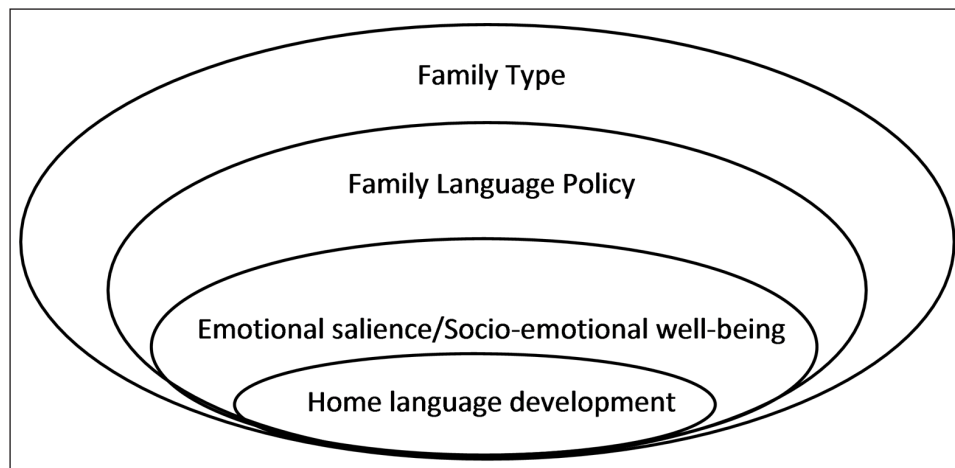 Family Type
Family Language Policy
Emotional salience/Socio-emotional well-being
Home language development